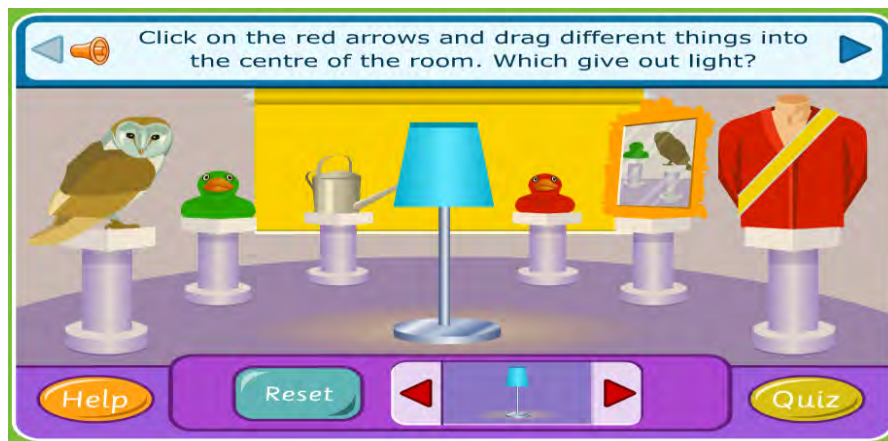 Click on the red arrows and drag different things into
the centre of the room. Which give out light?
Help
Reset
Quiz